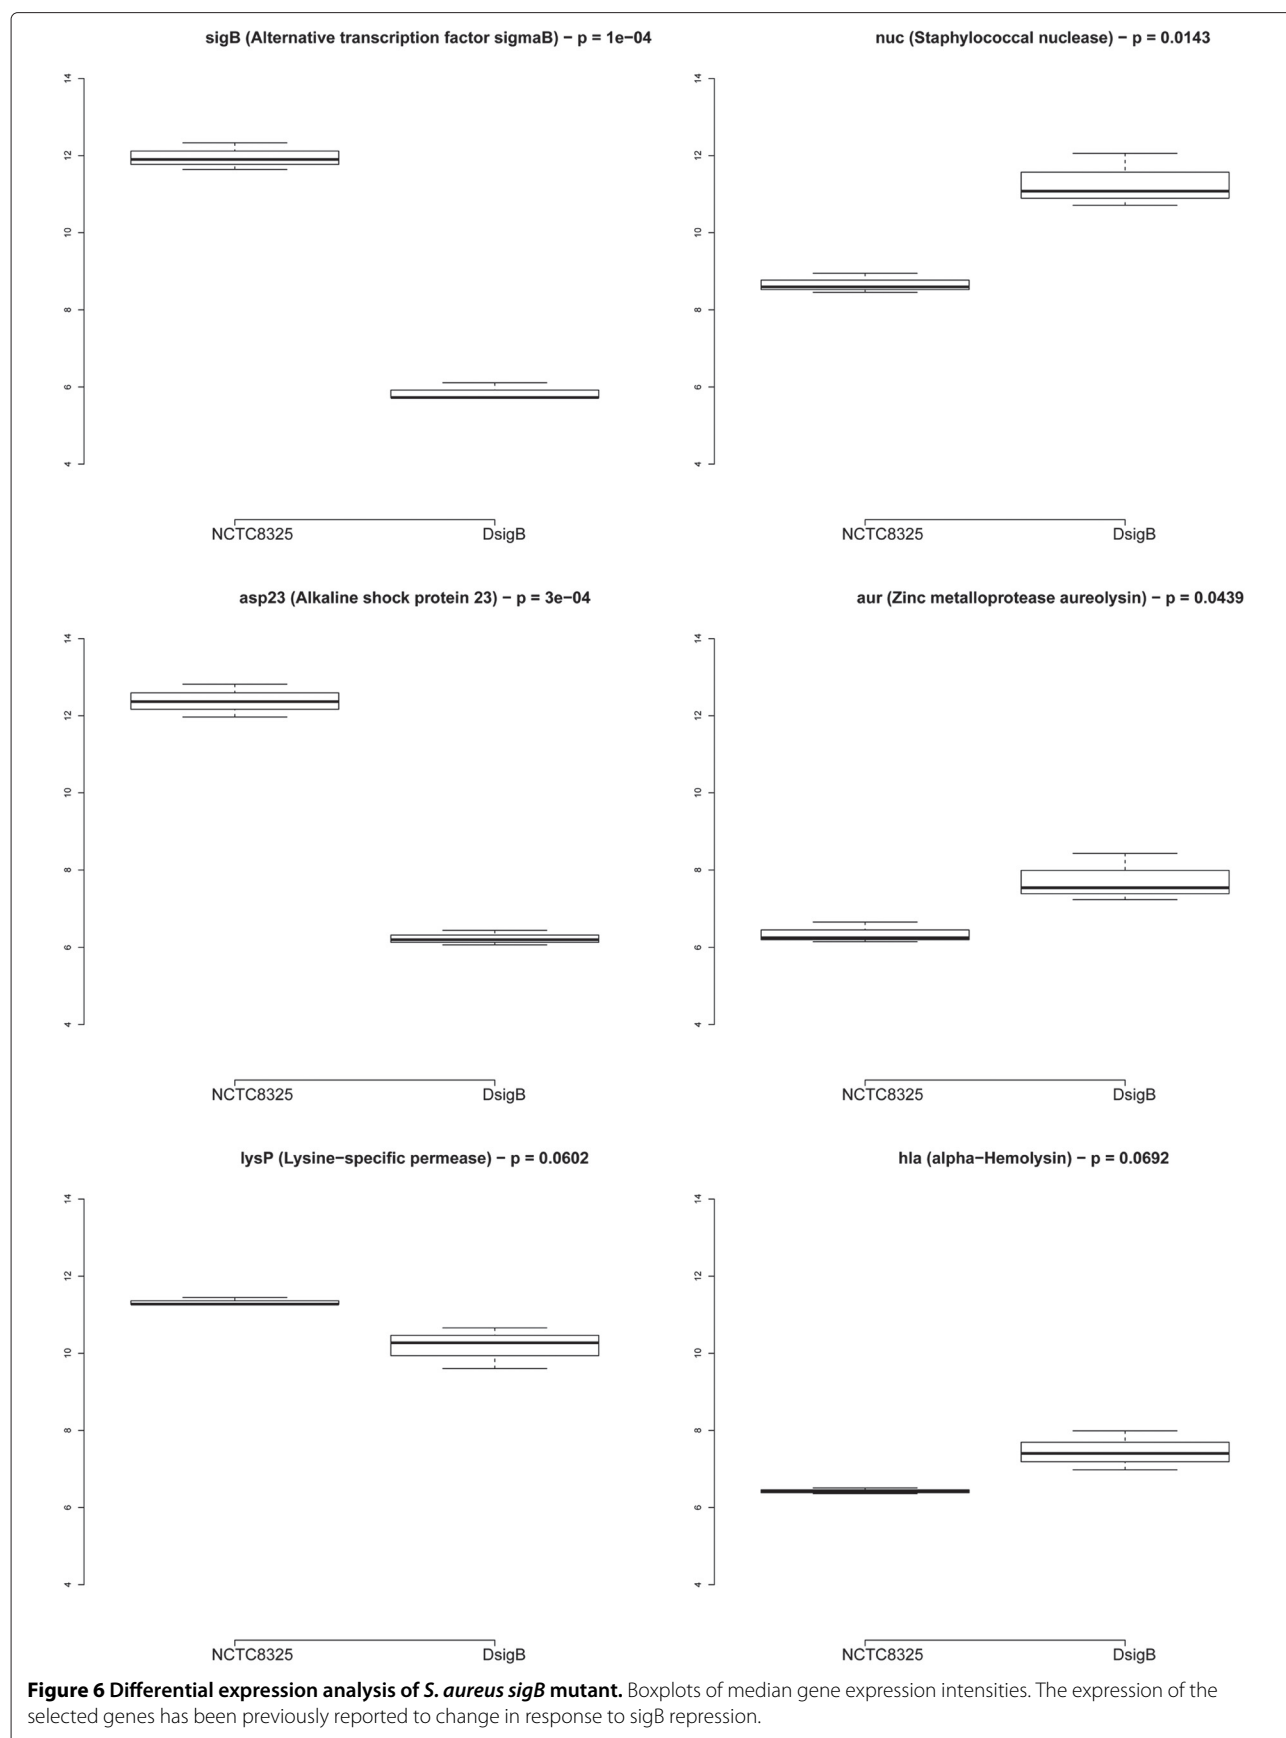 sigB (Alternative transcription factor sigmaB) − p = 1e−04
14
12
10
8
6
4
NCTC8325 DsigB
nuc (Staphylococcal nuclease) − p = 0.0143
14
12
10
8
6
4
NCTC8325 DsigB
asp23 (Alkaline shock protein 23) − p = 3e−04
14
12
10
8
6
4
NCTC8325 DsigB
aur (Zinc metalloprotease aureolysin) − p = 0.0439
14
12
10
8
6
4
NCTC8325 DsigB
lysP (Lysine−specific permease) − p = 0.0602
14
12
10
8
6
4
NCTC8325 DsigB
hla (alpha−Hemolysin) − p = 0.0692
14
12
10
8
6
4
NCTC8325 DsigB
Figure 6 Differential expression analysis of S. aureus sigB mutant. Boxplots of median gene expression intensities. The expression of the
selected genes has been previously reported to change in response to sigB repression.